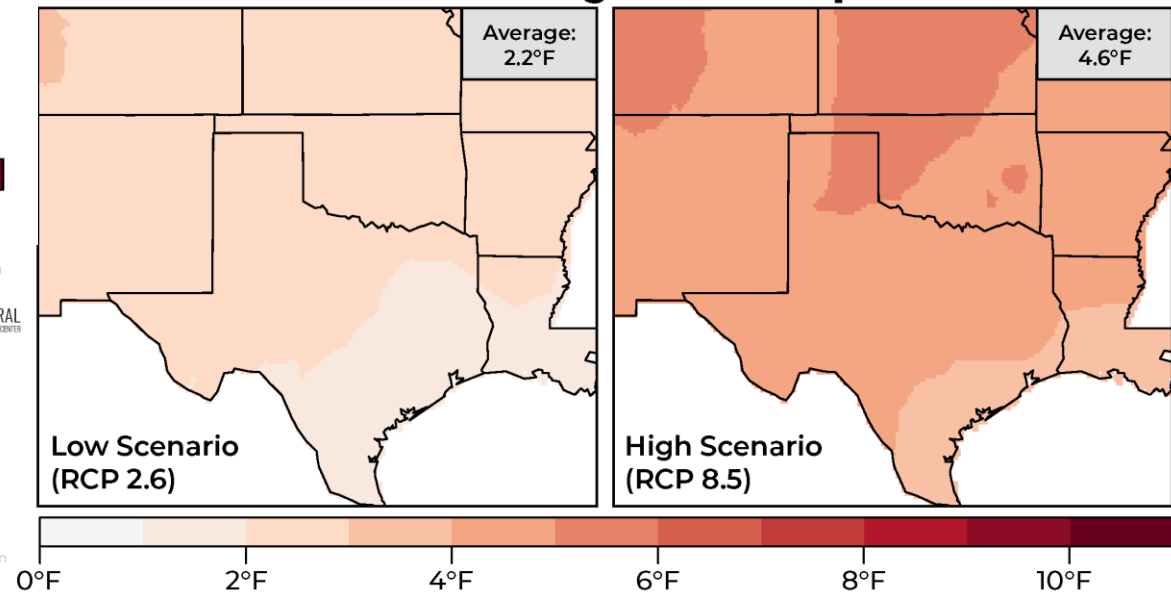 Average:
2.2°F
Average:
4.6°F
RAL
CENTER
Low Scenario
(RCP 2.6)
High Scenario
(RCP 8.5)
0°F 2°F 4°F 6°F 8°F 10°F